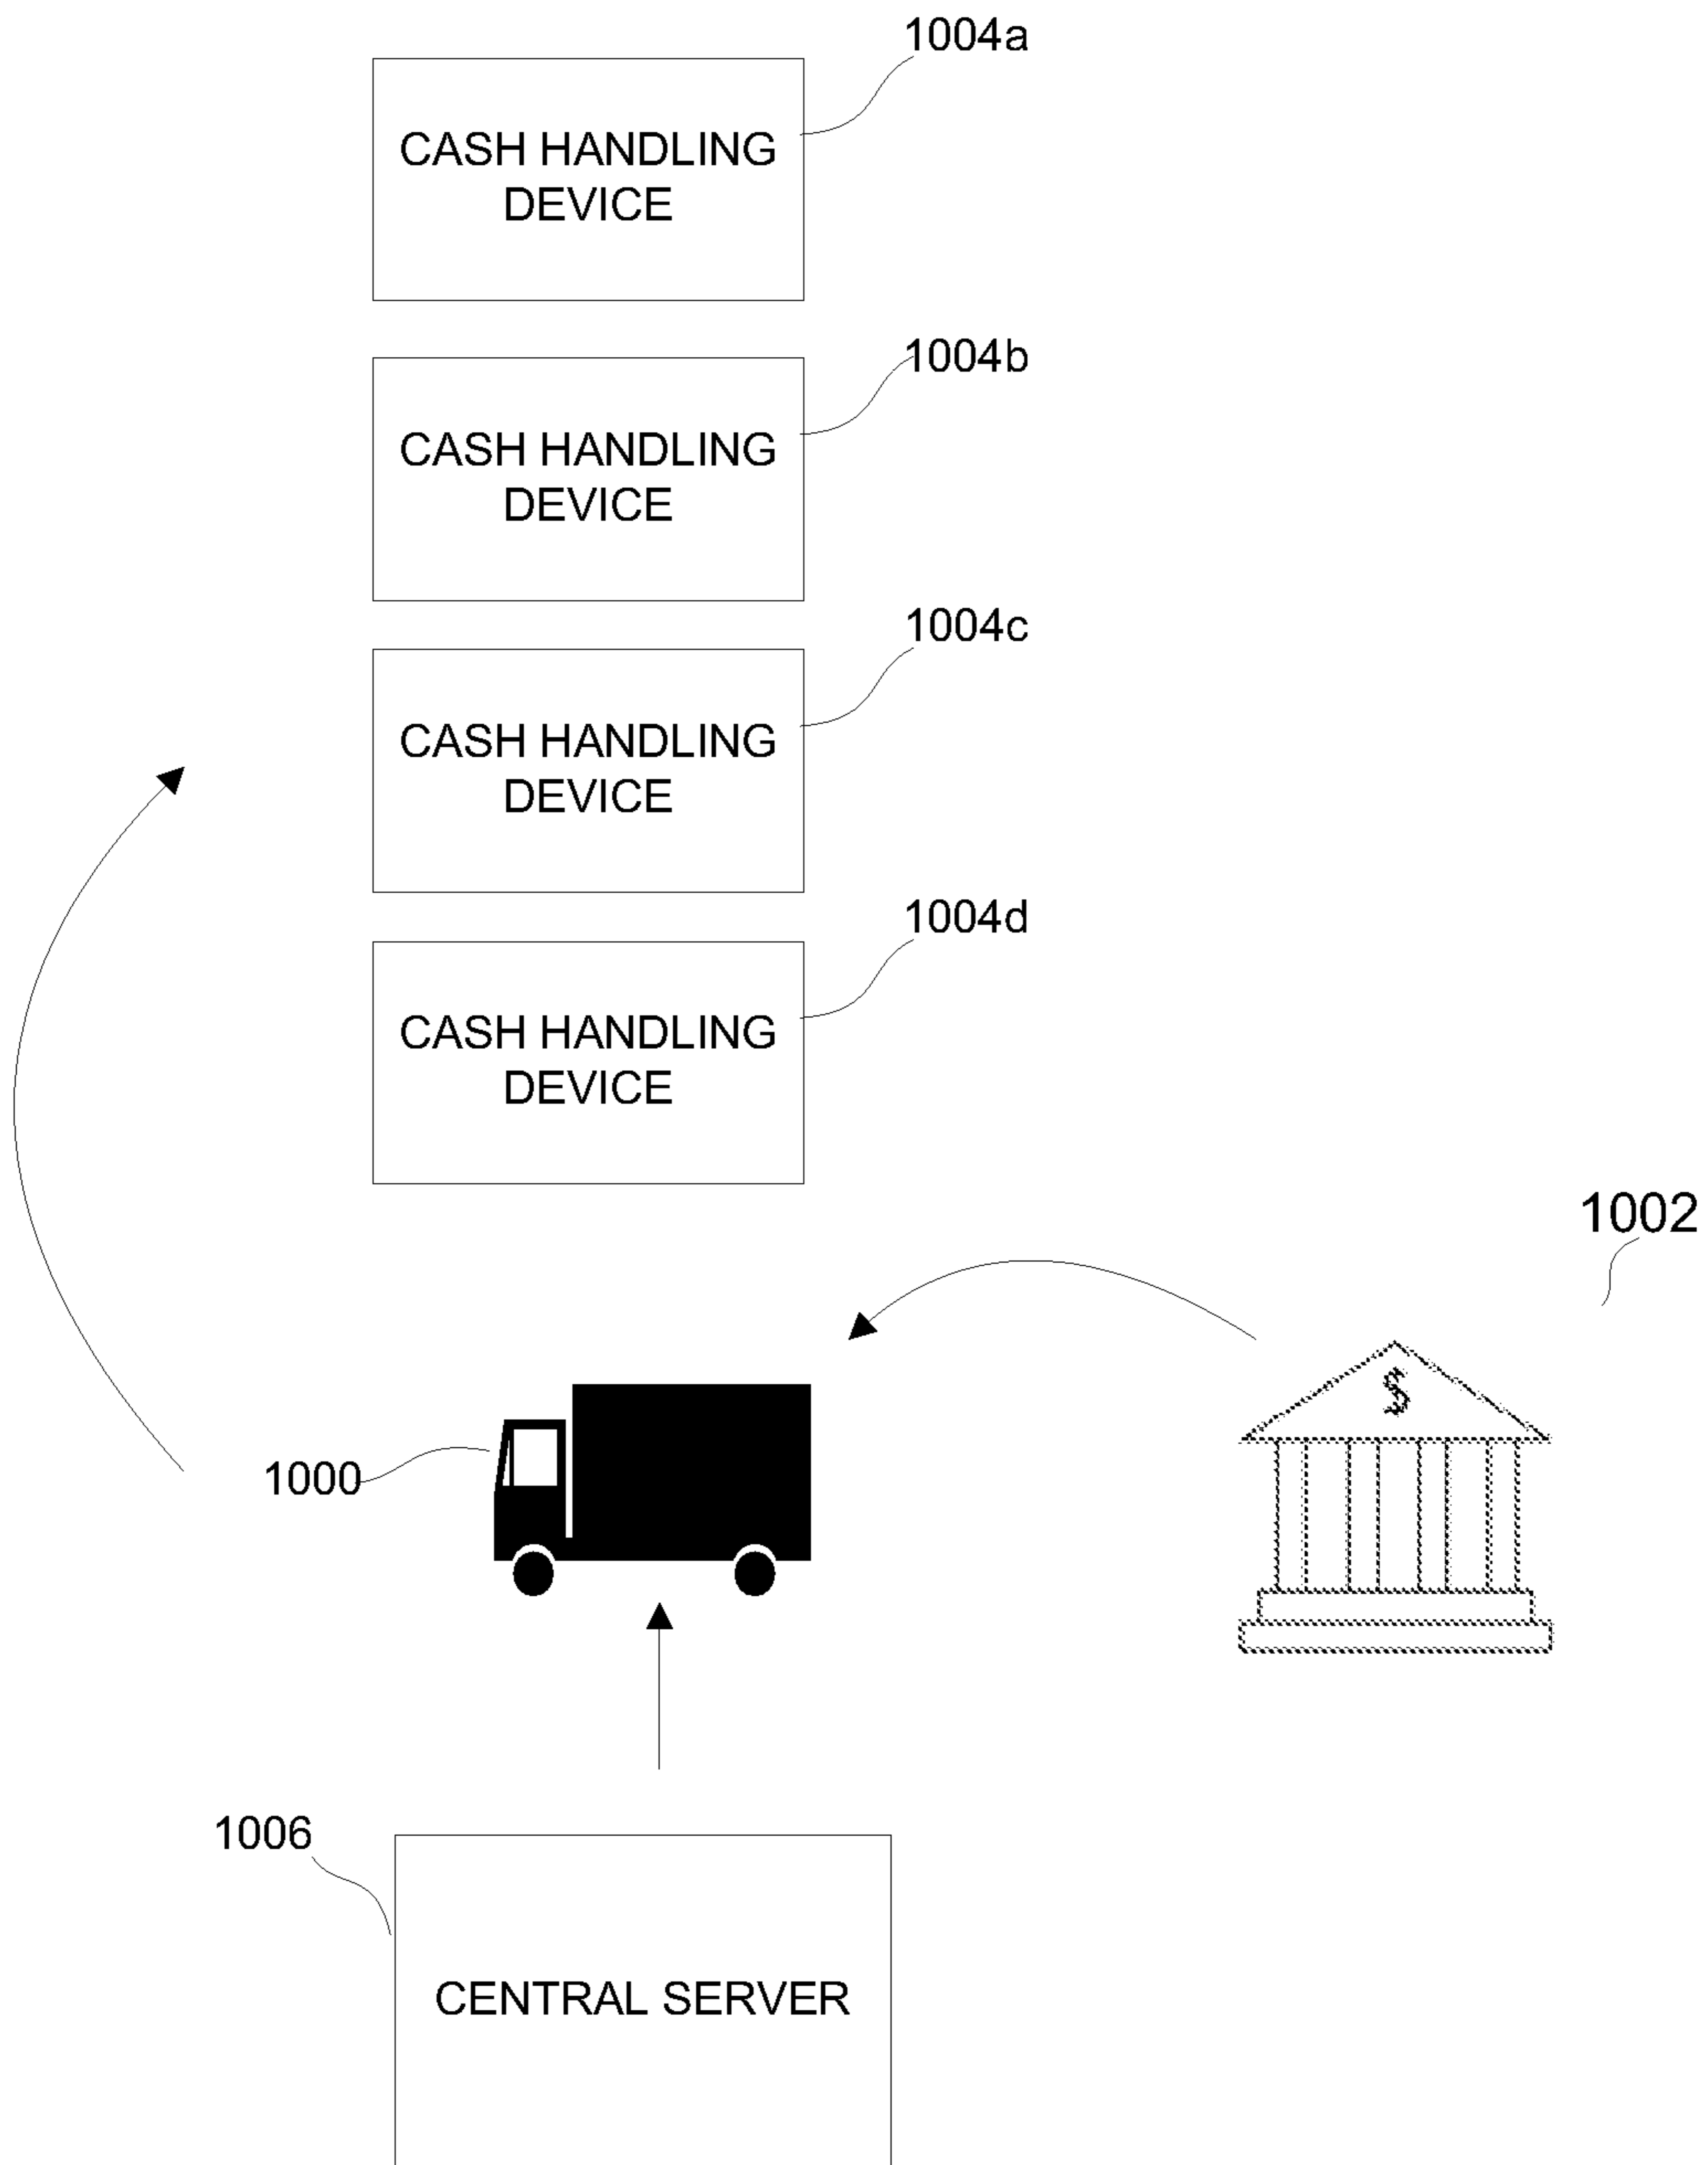 1004a
CASH HANDLING
DEVICE
1004b
CASH HANDLING
DEVICE
1004c
CASH HANDLING
DEVICE
1004d
CASH HANDLING
DEVICE
1002
$
1000
1006
CENTRAL SERVER